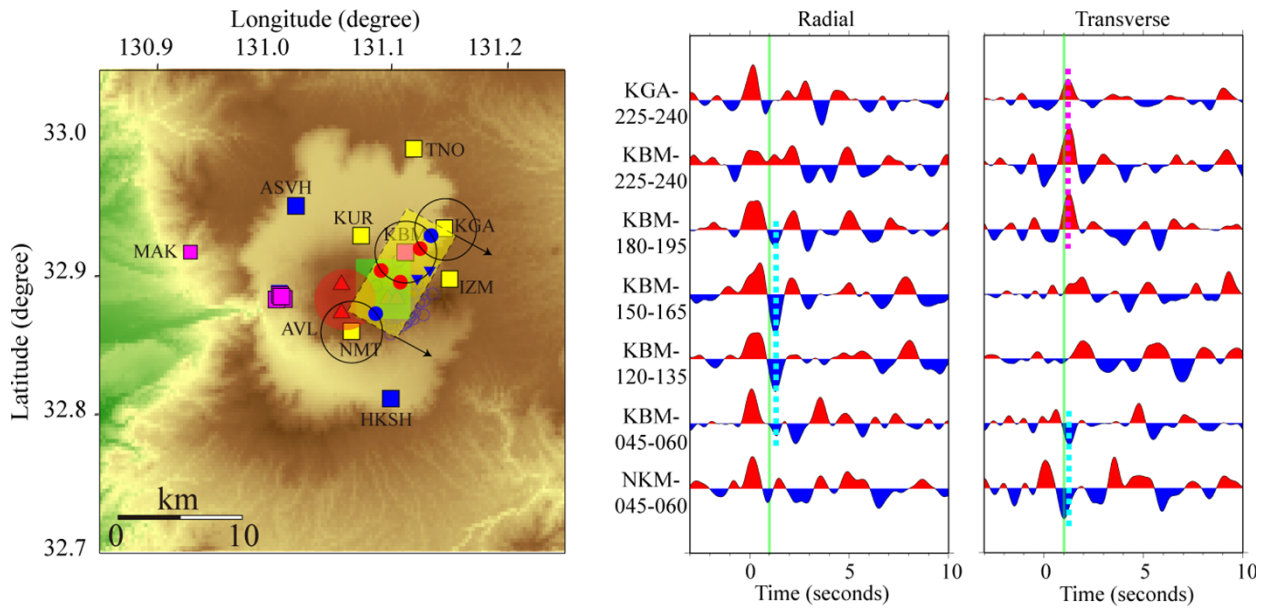 Longitude (degree)
130.9 131.0 131.1 131.2
Latitude (degree)
33.0
32.9
32.8
32.7
TNO
ASVH
KUR
KBM
KGA
MAK
IZM
AVL
NMT
HKSH
km
0 10
Radial Transverse
KGA-
225-240
KBM-
225-240
KBM-
180-195
KBM-
150-165
KBM-
120-135
KBM-
045-060
NKM-
045-060
0 5 10 0 5 10
Time (seconds) Time (seconds)